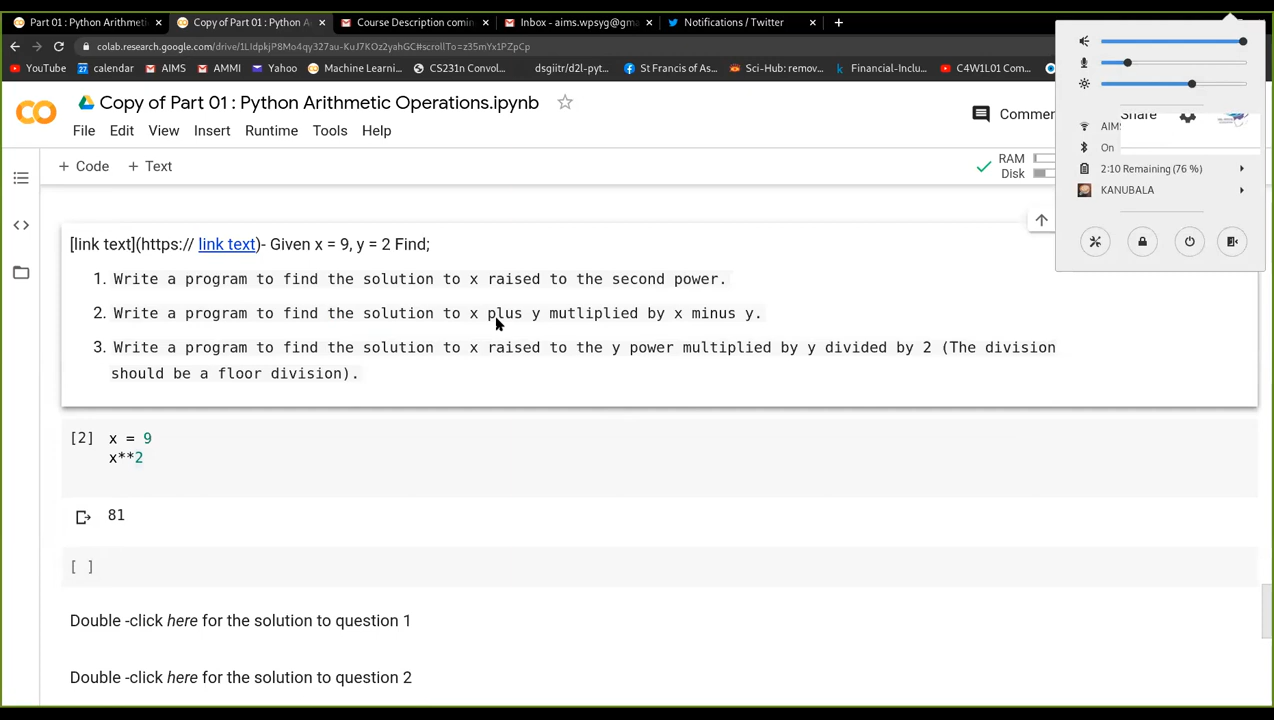 Part 01 : Python Arithmetic
Copy of Part 01 : Python A
Course Description comin
Inbox - aims.wpsyg@gma
Notifications / Twitter
colab.research.google.com/drive/1LIdpkjP8Mo4qy327au-KuJ7KOz2yahGC#scrollTo=z35mYx1PZpCp
YouTube
calendar
AIMS
AMMI
Yahoo
Machine Learni...
CS231n Convol...
dsgiitr/d2l-pyt...
St Francis of As...
Sci-Hub: remov...
Financial-Inclu...
C4W1L01 Com...
Copy of Part 01 : Python Arithmetic Operations.ipynb
Share
File Edit View Insert Runtime Tools Help
+ Code + Text
RAM
Disk
On
2:10 Remaining (76 %)
KANUBALA
[link text](https:// link text)- Given x = 9, y = 2 Find;
1. Write a program to find the solution to x raised to the second power.
2. Write a program to find the solution to x plus y mutliplied by x minus y.
3. Write a program to find the solution to x raised to the y power multiplied by y divided by 2 (The division
should be a floor division).
[2] x = 9
x**2
81
[ ]
Double -click here for the solution to question 1
Double -click here for the solution to question 2